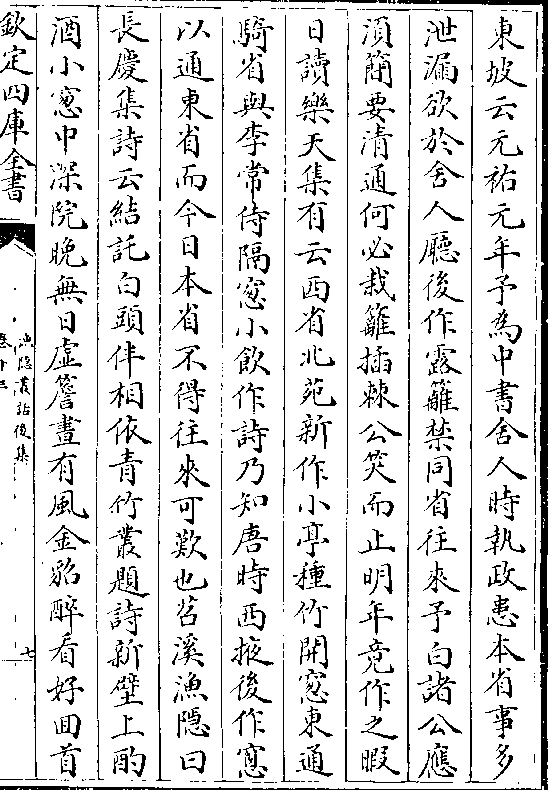 東坡云元祐元年予為中書舍人時執政患本省事多
泄漏欲於舍人廳後作露籬禁同省往來予白諸公應
須簡要清通何必栽籬插棘公笑而止明年竟作之暇
日讀樂天集有云西省北苑新作小亭種竹開窓東通
騎省與李常侍隔窓小飲作詩乃知唐時西掖後作窓
以通東省而今日本省不得往來可歎也苕溪漁隱曰
長慶集詩云結託白頭伴相依青竹叢題詩新壁上酌
酒小窓中深院晚無日虛簷晝有風金貂醉看好回首
欽定四庫全書
漁隱叢話後集
卷十三
七